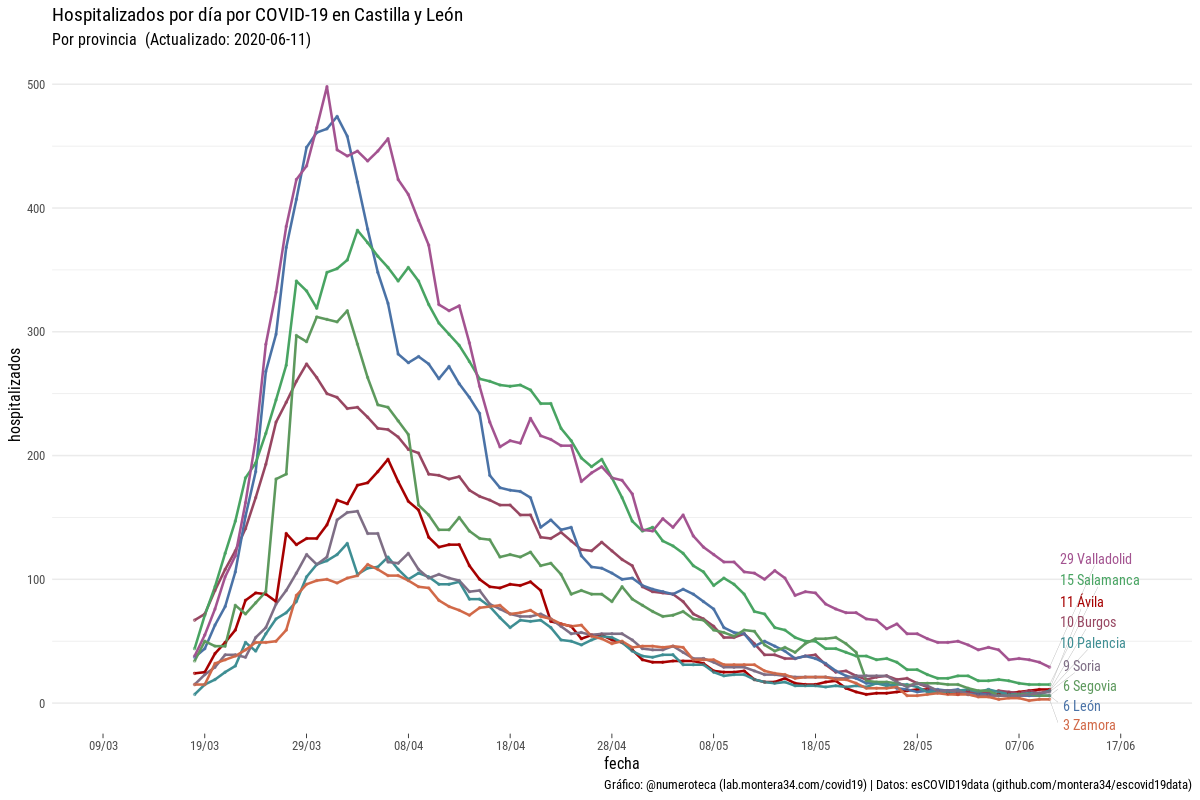 Hospitalizados por día por COVID-19 en Castilla y León
Por provincia (Actualizado: 2020-06-11)
500
400
300
200
100
0
hospitalizados
29 Valladolid
15 Salamanca
11 Ávila
10 Burgos
10 Palencia
9 Soria
6 Segovia
6 León
3 Zamora
09/03
19/03
29/03
08/04
18/04
28/04
08/05
18/05
28/05
07/06
17/06
fecha
Gráfico: @numeroteca (lab.montera34.com/covid19) | Datos: esCOVID19data (github.com/montera34/escovid19data)